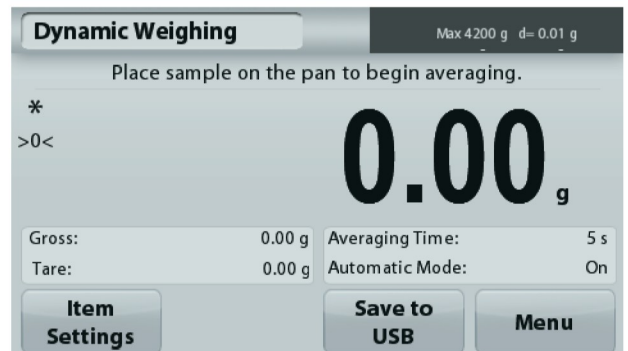 Dynamic Weighing
Max 4200 g d= 0.01 g
Place sample on the pan to begin averaging.
*
>0<
0.00 g
Gross: 0.00 g
Tare: 0.00 g
Averaging Time: 5 s
Automatic Mode: On
Item
Settings
Save to
USB
Menu